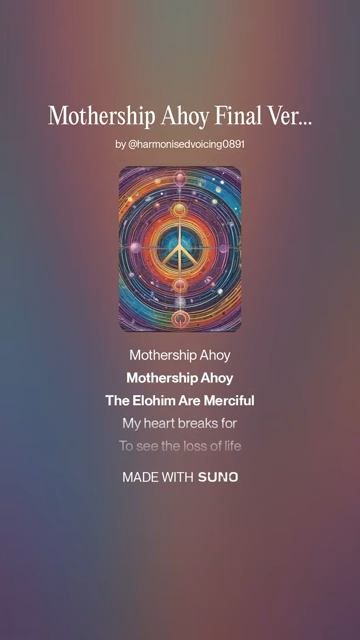 Mothership Ahoy Final Ver...
by @harmonisedvoicing0891
Mothership Ahoy
Mothership Ahoy
The Elohim Are Merciful
My heart breaks for
To see the loss of life
MADE WITH SUNO